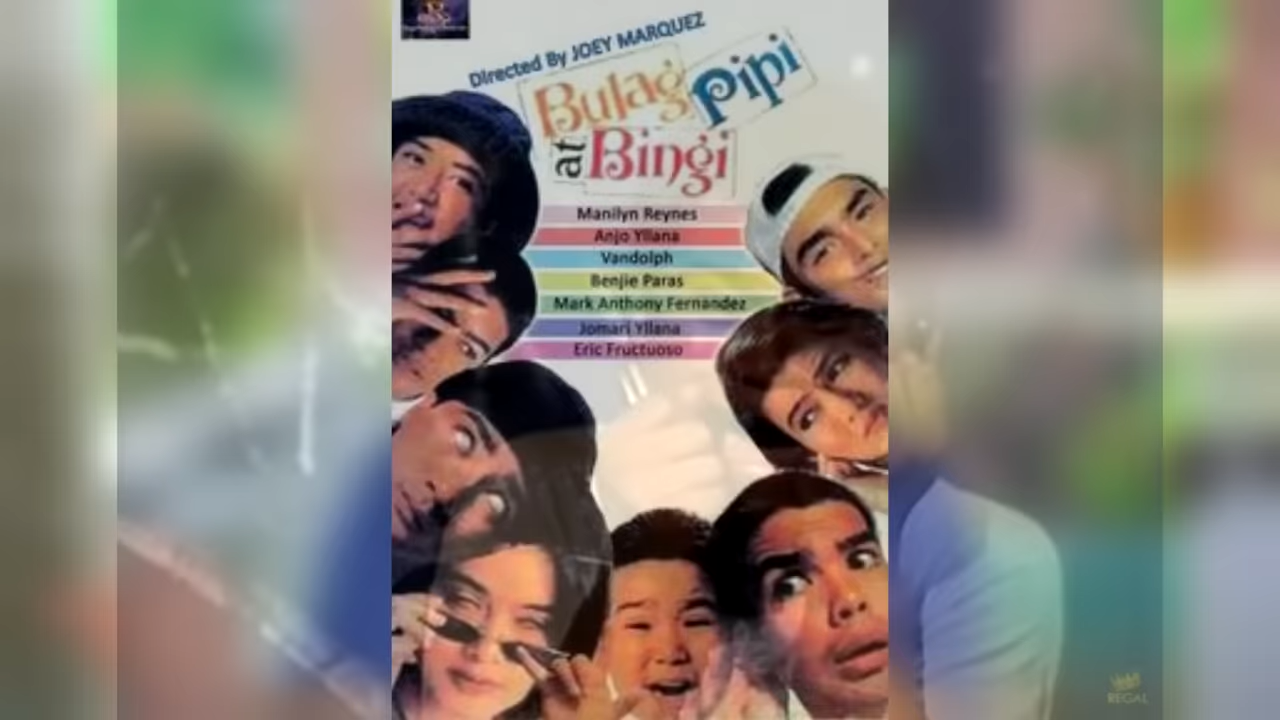 Directed By JOEY MARQUEZ
Bulag Pipi
at Bingi
Manilyn Reynes
Anjo Yllana
Vandolph
Benjie Paras
Mark Anthony Fernandez
Jomari Yllana
Eric Fructuoso
REGAL